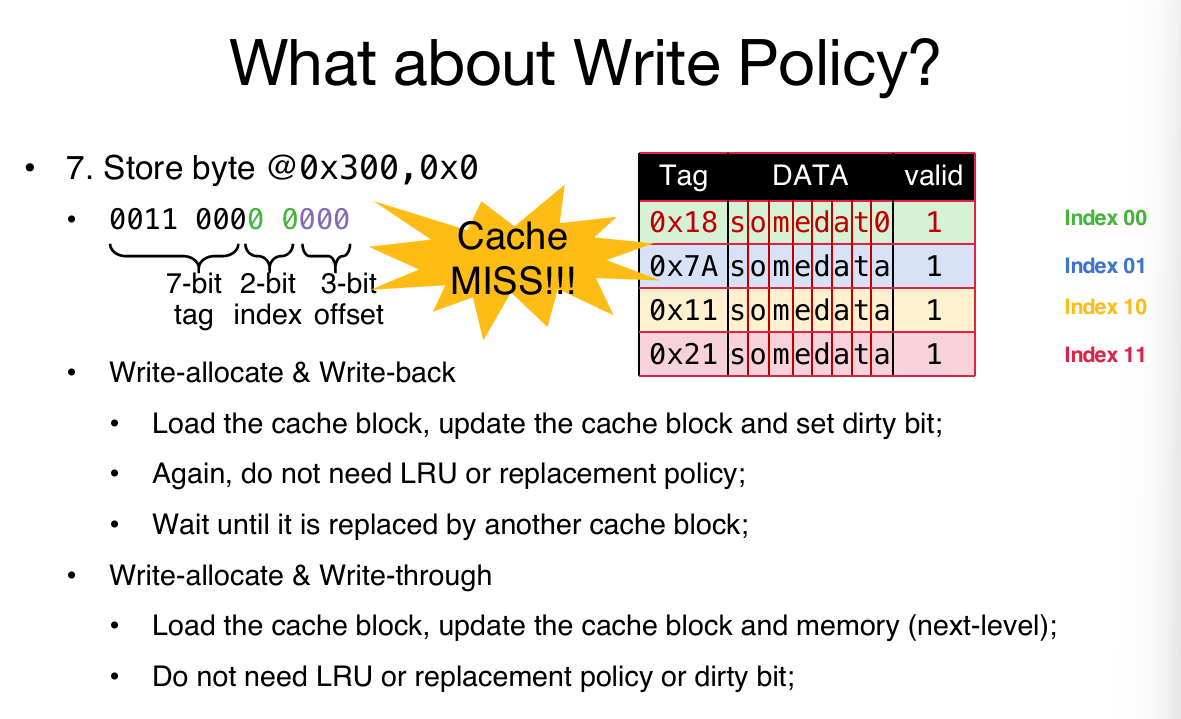 What about Write Policy?
• 7. Store byte @0x300,0x0
• 0011 0000 0000
7-bit tag
2-bit index
3-bit offset
Cache
MISS!!!
Tag DATA valid
0x18 s o m e d a t 0 1 Index 00
0x7A s o m e d a t a 1 Index 01
0x11 s o m e d a t a 1 Index 10
0x21 s o m e d a t a 1 Index 11
• Write-allocate & Write-back
• Load the cache block, update the cache block and set dirty bit;
• Again, do not need LRU or replacement policy;
• Wait until it is replaced by another cache block;
• Write-allocate & Write-through
• Load the cache block, update the cache block and memory (next-level);
• Do not need LRU or replacement policy or dirty bit;